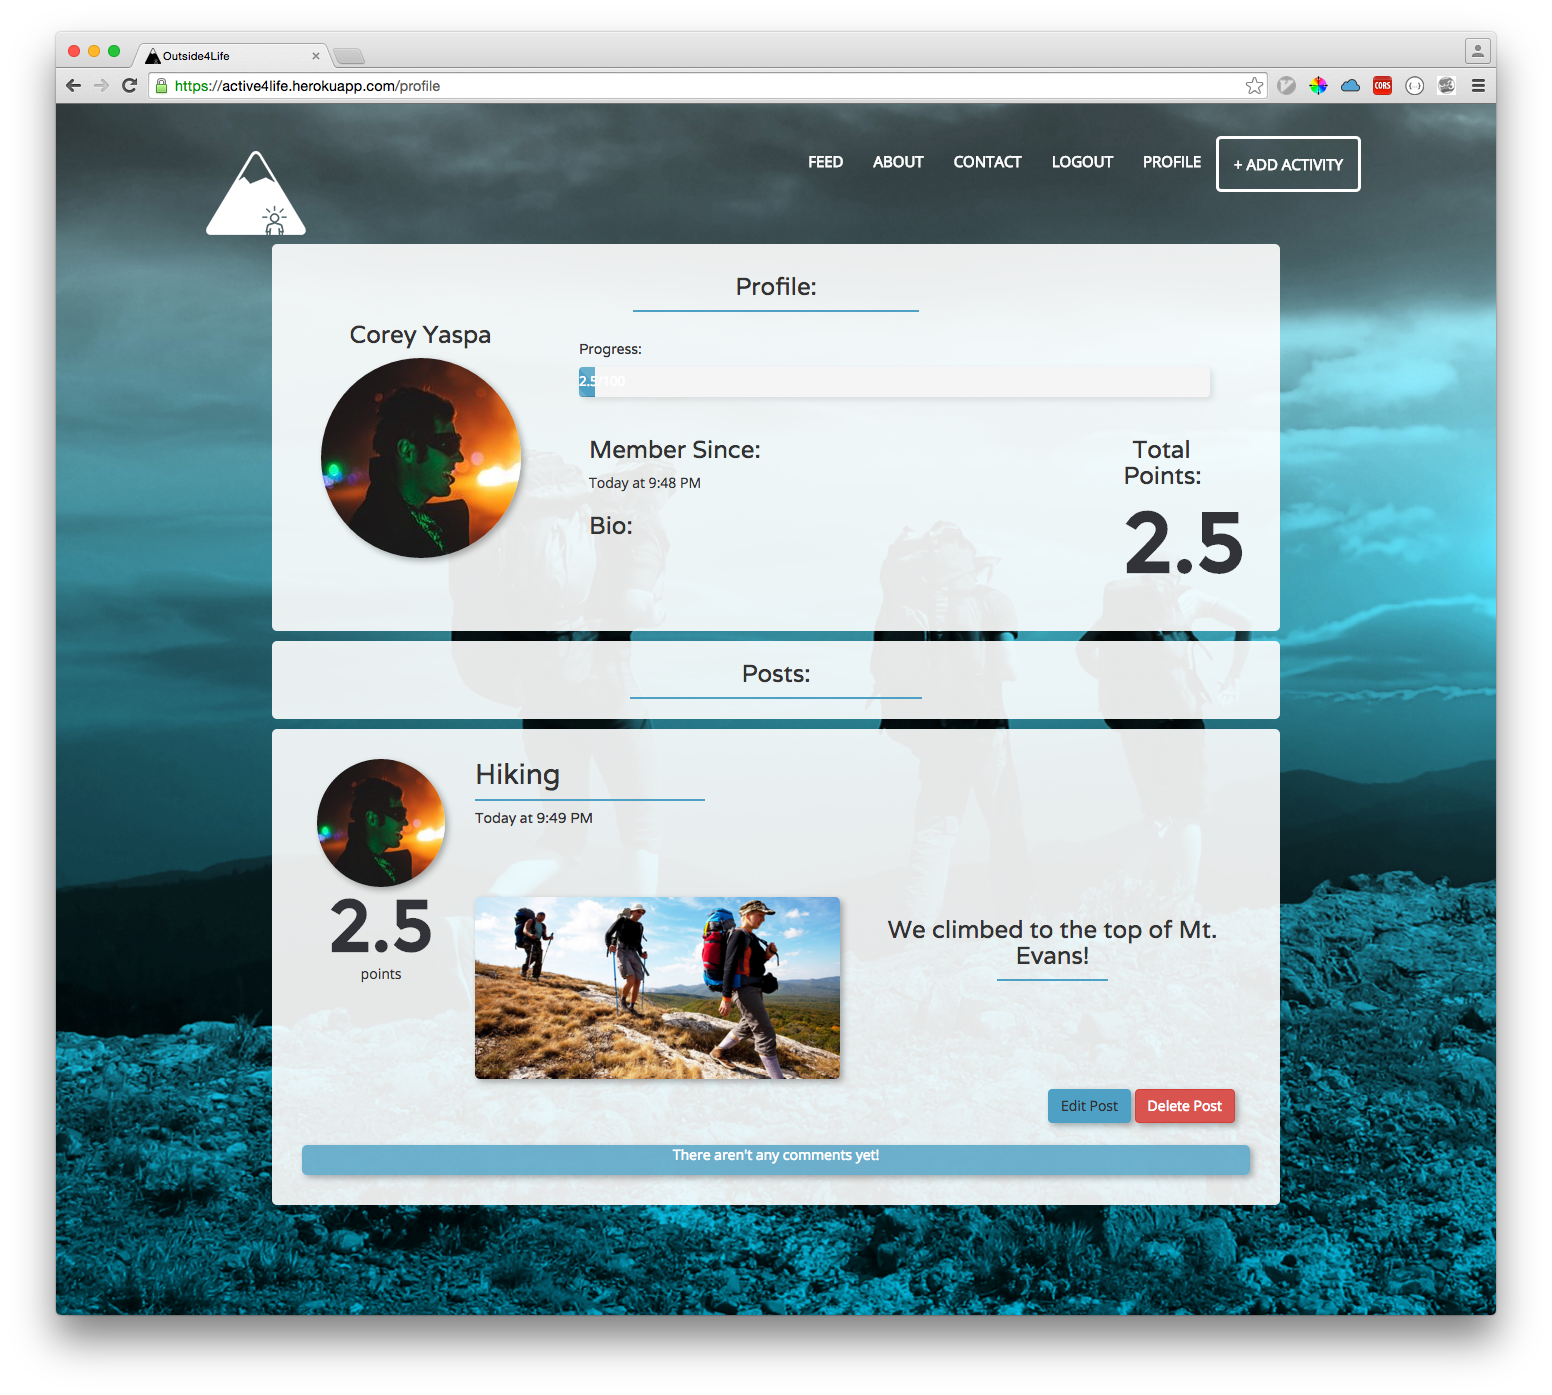 Outside4Life
https://active4life.herokuapp.com/profile
CORS
FEED ABOUT CONTACT LOGOUT PROFILE + ADD ACTIVITY
Profile:
Corey Yaspa
Progress:
2.5/100
Member Since:
Today at 9:48 PM
Bio:
Total
Points:
2.5
Posts:
Hiking
Today at 9:49 PM
2.5
points
We climbed to the top of Mt.
Evans!
Edit Post Delete Post
There aren't any comments yet!